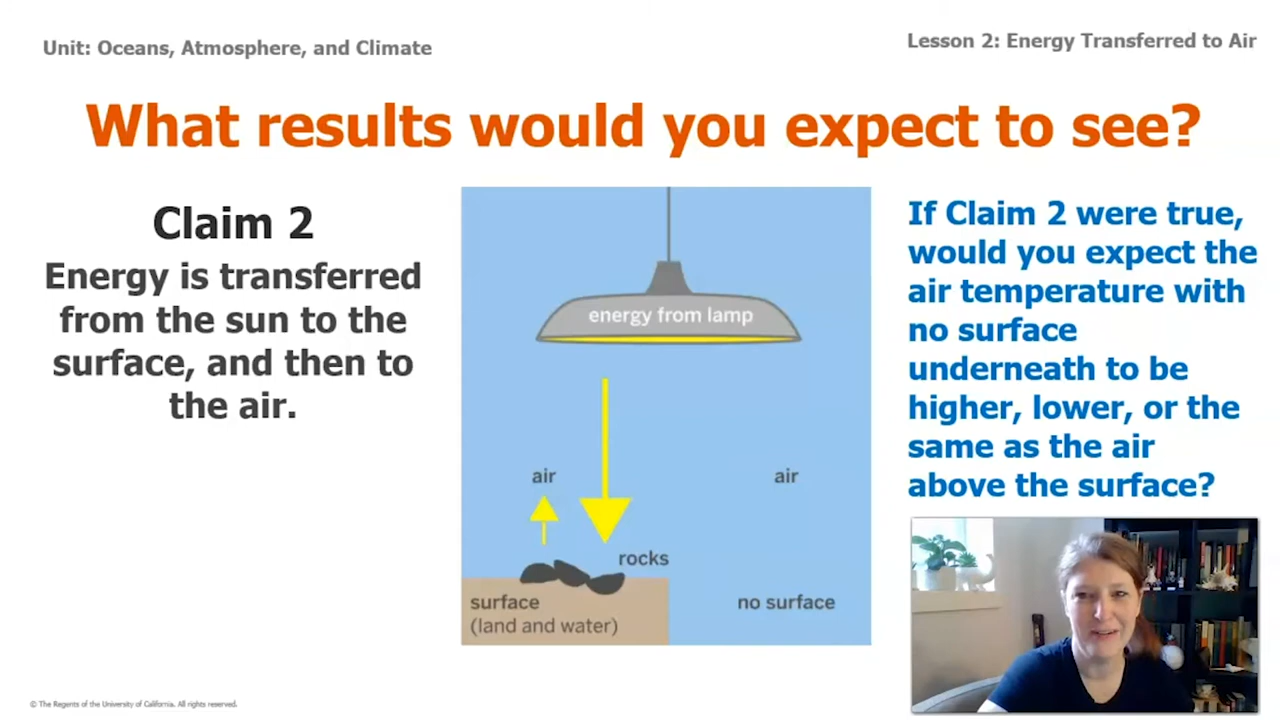 Unit: Oceans, Atmosphere, and Climate
Lesson 2: Energy Transferred to Air
What results would you expect to see?
Claim 2
Energy is transferred
from the sun to the
surface, and then to
the air.
energy from lamp
air
air
rocks
surface
(land and water)
no surface
If Claim 2 were true,
would you expect the
air temperature with
no surface
underneath to be
higher, lower, or the
same as the air
above the surface?
© The Regents of the University of California. All rights reserved.